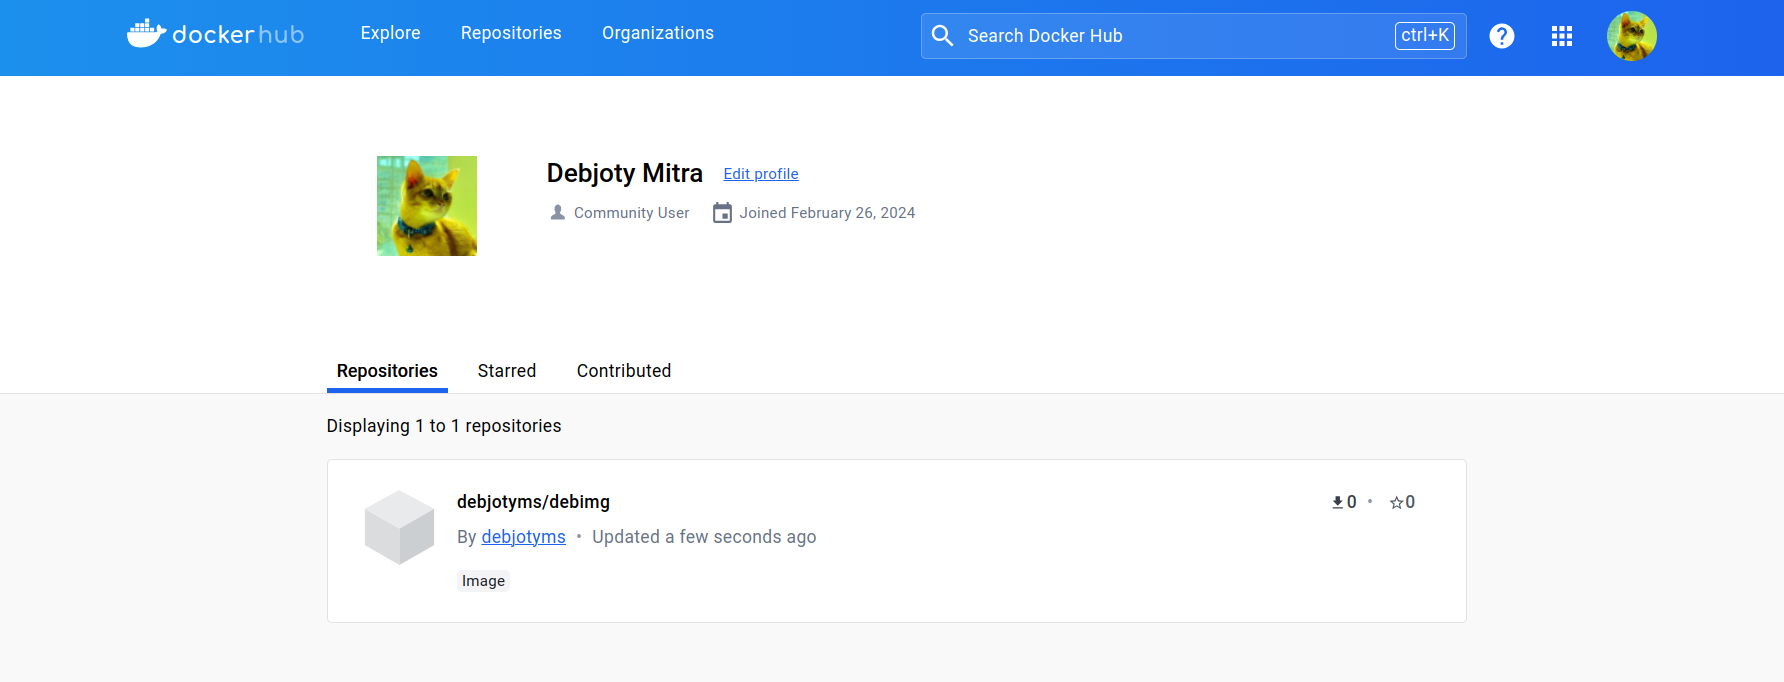 dockerhub Explore Repositories Organizations Search Docker Hub ctrl+K ?
Debjoty Mitra Edit profile
Community User Joined February 26, 2024
Repositories Starred Contributed
Displaying 1 to 1 repositories
debjotyms/debimg 0 • 0
By debjotyms • Updated a few seconds ago
Image